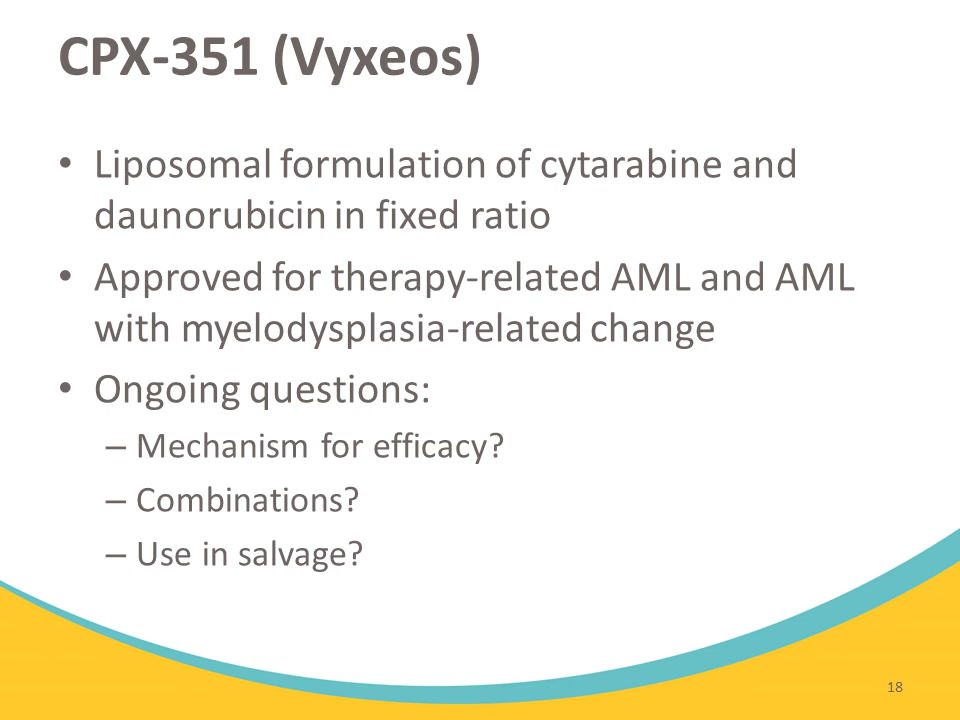 CPX-351 (Vyxeos)
• Liposomal formulation of cytarabine and
daunorubicin in fixed ratio
• Approved for therapy-related AML and AML
with myelodysplasia-related change
• Ongoing questions:
– Mechanism for efficacy?
– Combinations?
– Use in salvage?
18